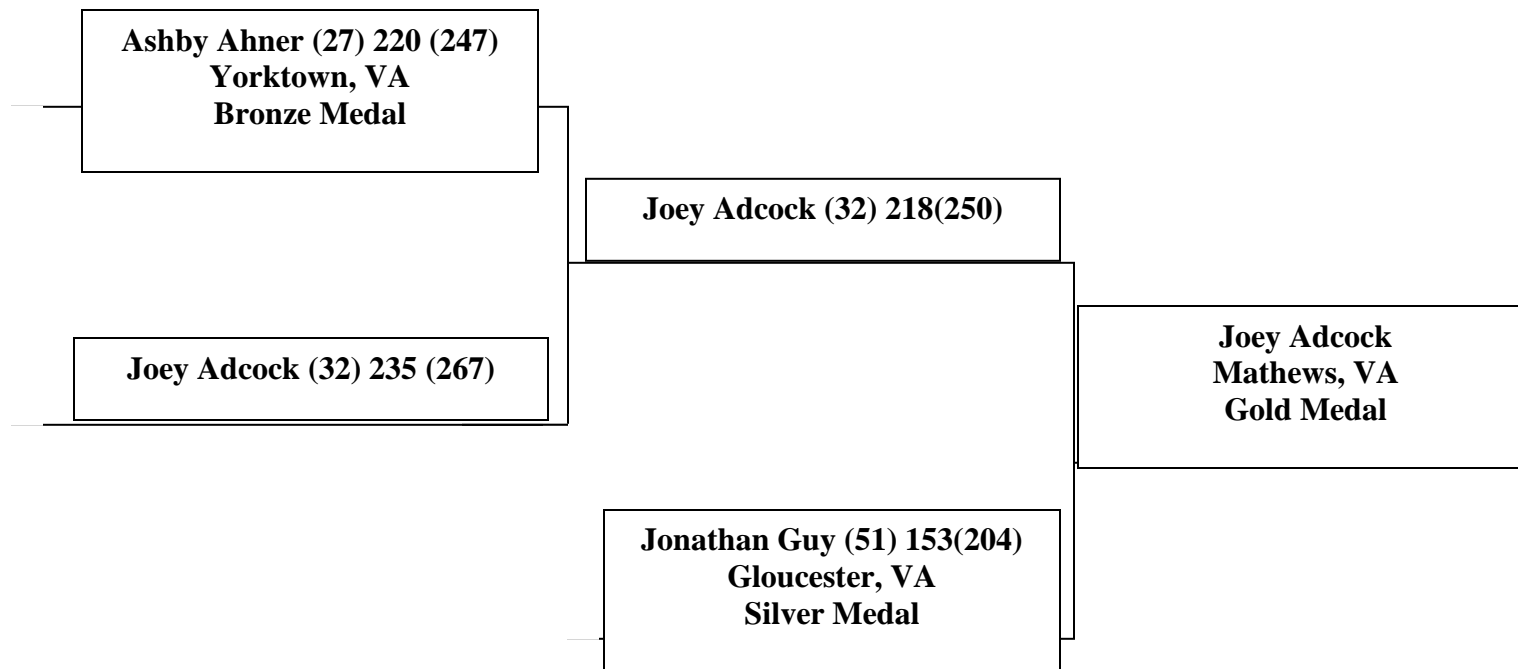 Ashby Ahner (27) 220 (247)
Yorktown, VA
Bronze Medal
Joey Adcock (32) 218(250)
Joey Adcock (32) 235 (267)
Joey Adcock
Mathews, VA
Gold Medal
Jonathan Guy (51) 153(204)
Gloucester, VA
Silver Medal